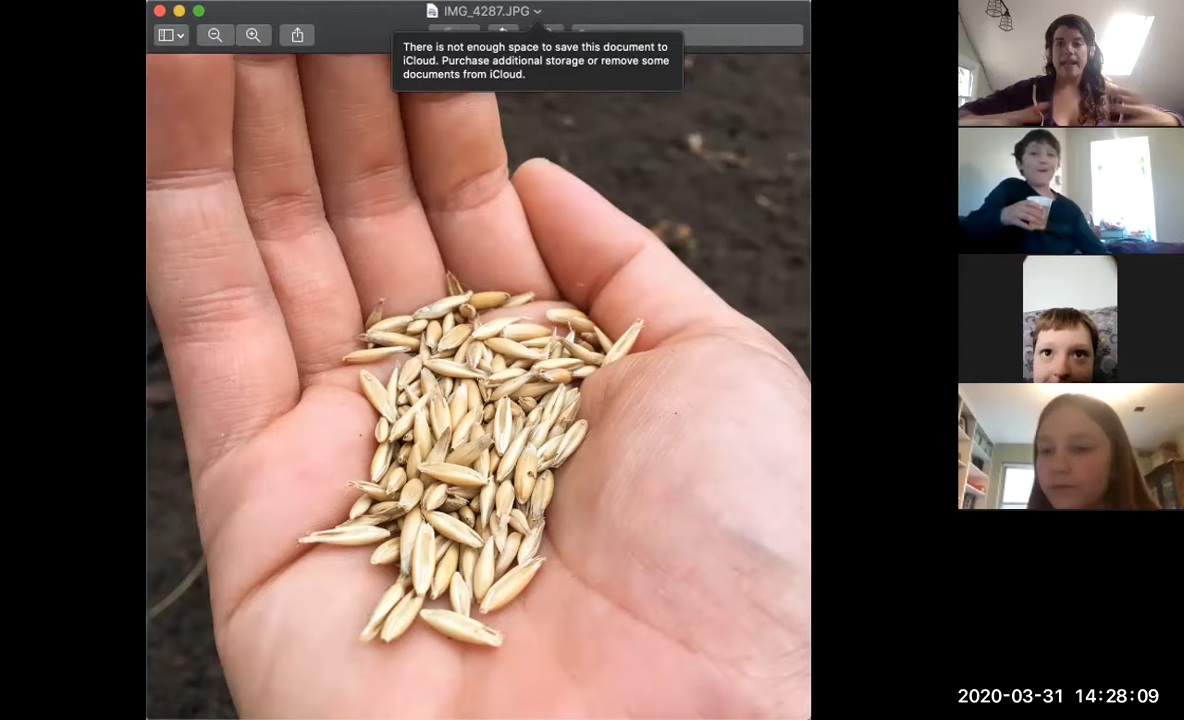 IMG_4287.JPG
There is not enough space to save this document to
iCloud. Purchase additional storage or remove some
documents from iCloud.
2020-03-31 14:28:09